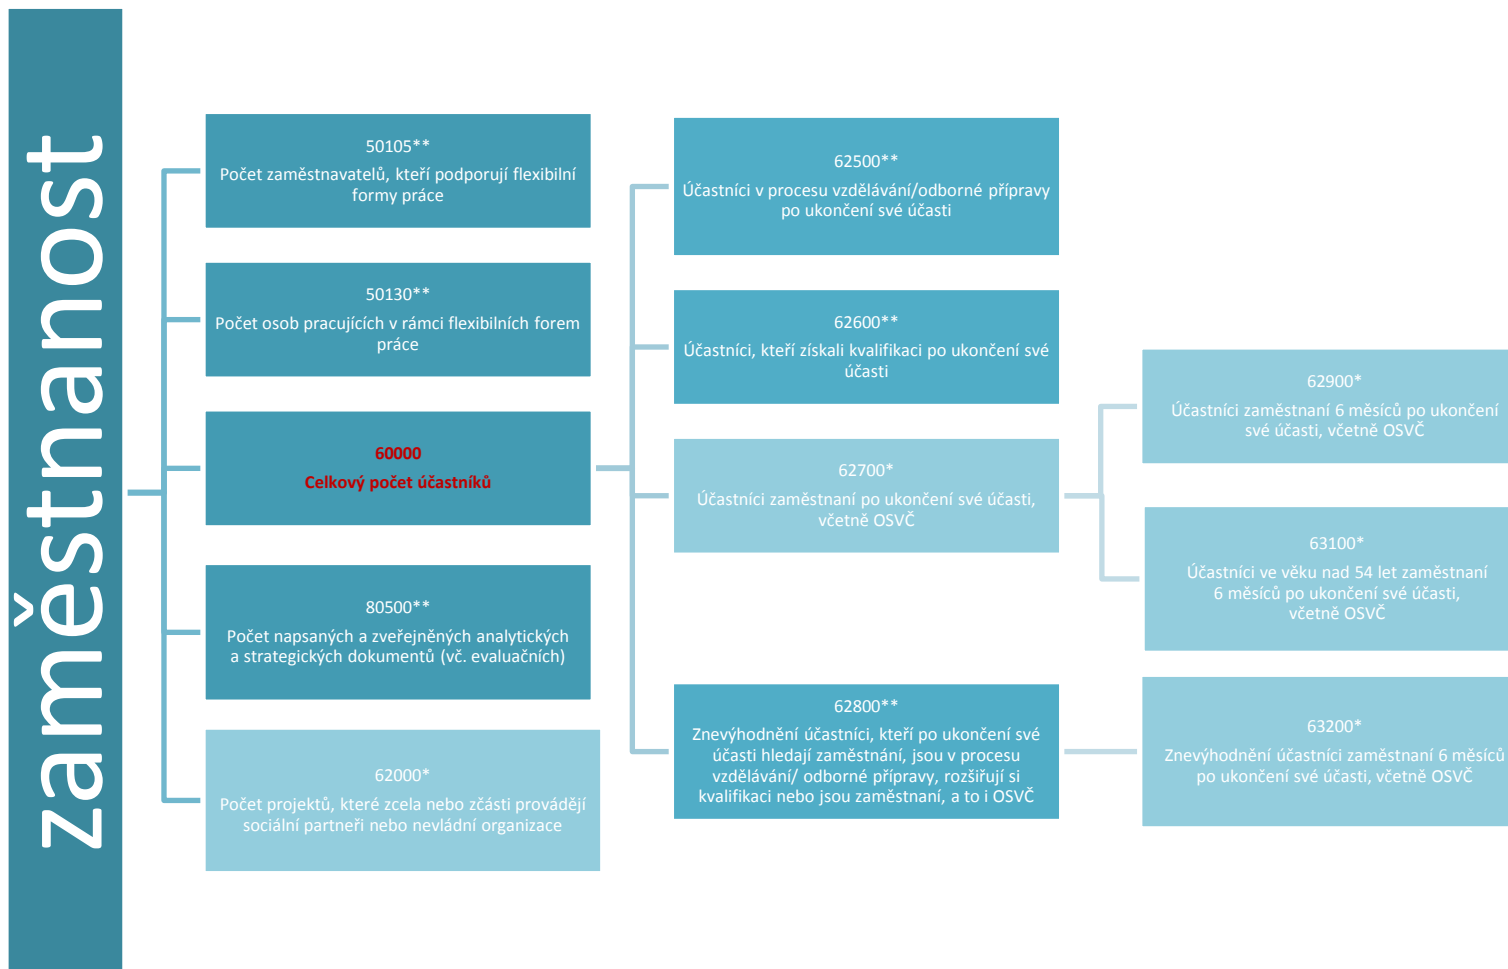 zaměstnanost
50105**
Počet zaměstnavatelů, kteří podporují flexibilní
formy práce
50130**
Počet osob pracujících v rámci flexibilních forem
práce
60000
Celkový počet účastníků
80500**
Počet napsaných a zveřejněných analytických
a strategických dokumentů (vč. evaluačních)
62000*
Počet projektů, které zcela nebo zčásti provádějí
sociální partneři nebo nevládní organizace
62500**
Účastníci v procesu vzdělávání/odborné přípravy
po ukončení své účasti
62600**
Účastníci, kteří získali kvalifikaci po ukončení své
účasti
62700*
Účastníci zaměstnaní po ukončení své účasti,
včetně OSVČ
62800**
Znevýhodnění účastníci, kteří po ukončení své
účasti hledají zaměstnání, jsou v procesu
vzdělávání/ odborné přípravy, rozšiřují si
kvalifikaci nebo jsou zaměstnaní, a to i OSVČ
62900*
Účastníci zaměstnaní 6 měsíců po ukončení
své účasti, včetně OSVČ
63100*
Účastníci ve věku nad 54 let zaměstnaní
6 měsíců po ukončení své účasti,
včetně OSVČ
63200*
Znevýhodnění účastníci zaměstnaní 6 měsíců
po ukončení své účasti, včetně OSVČ